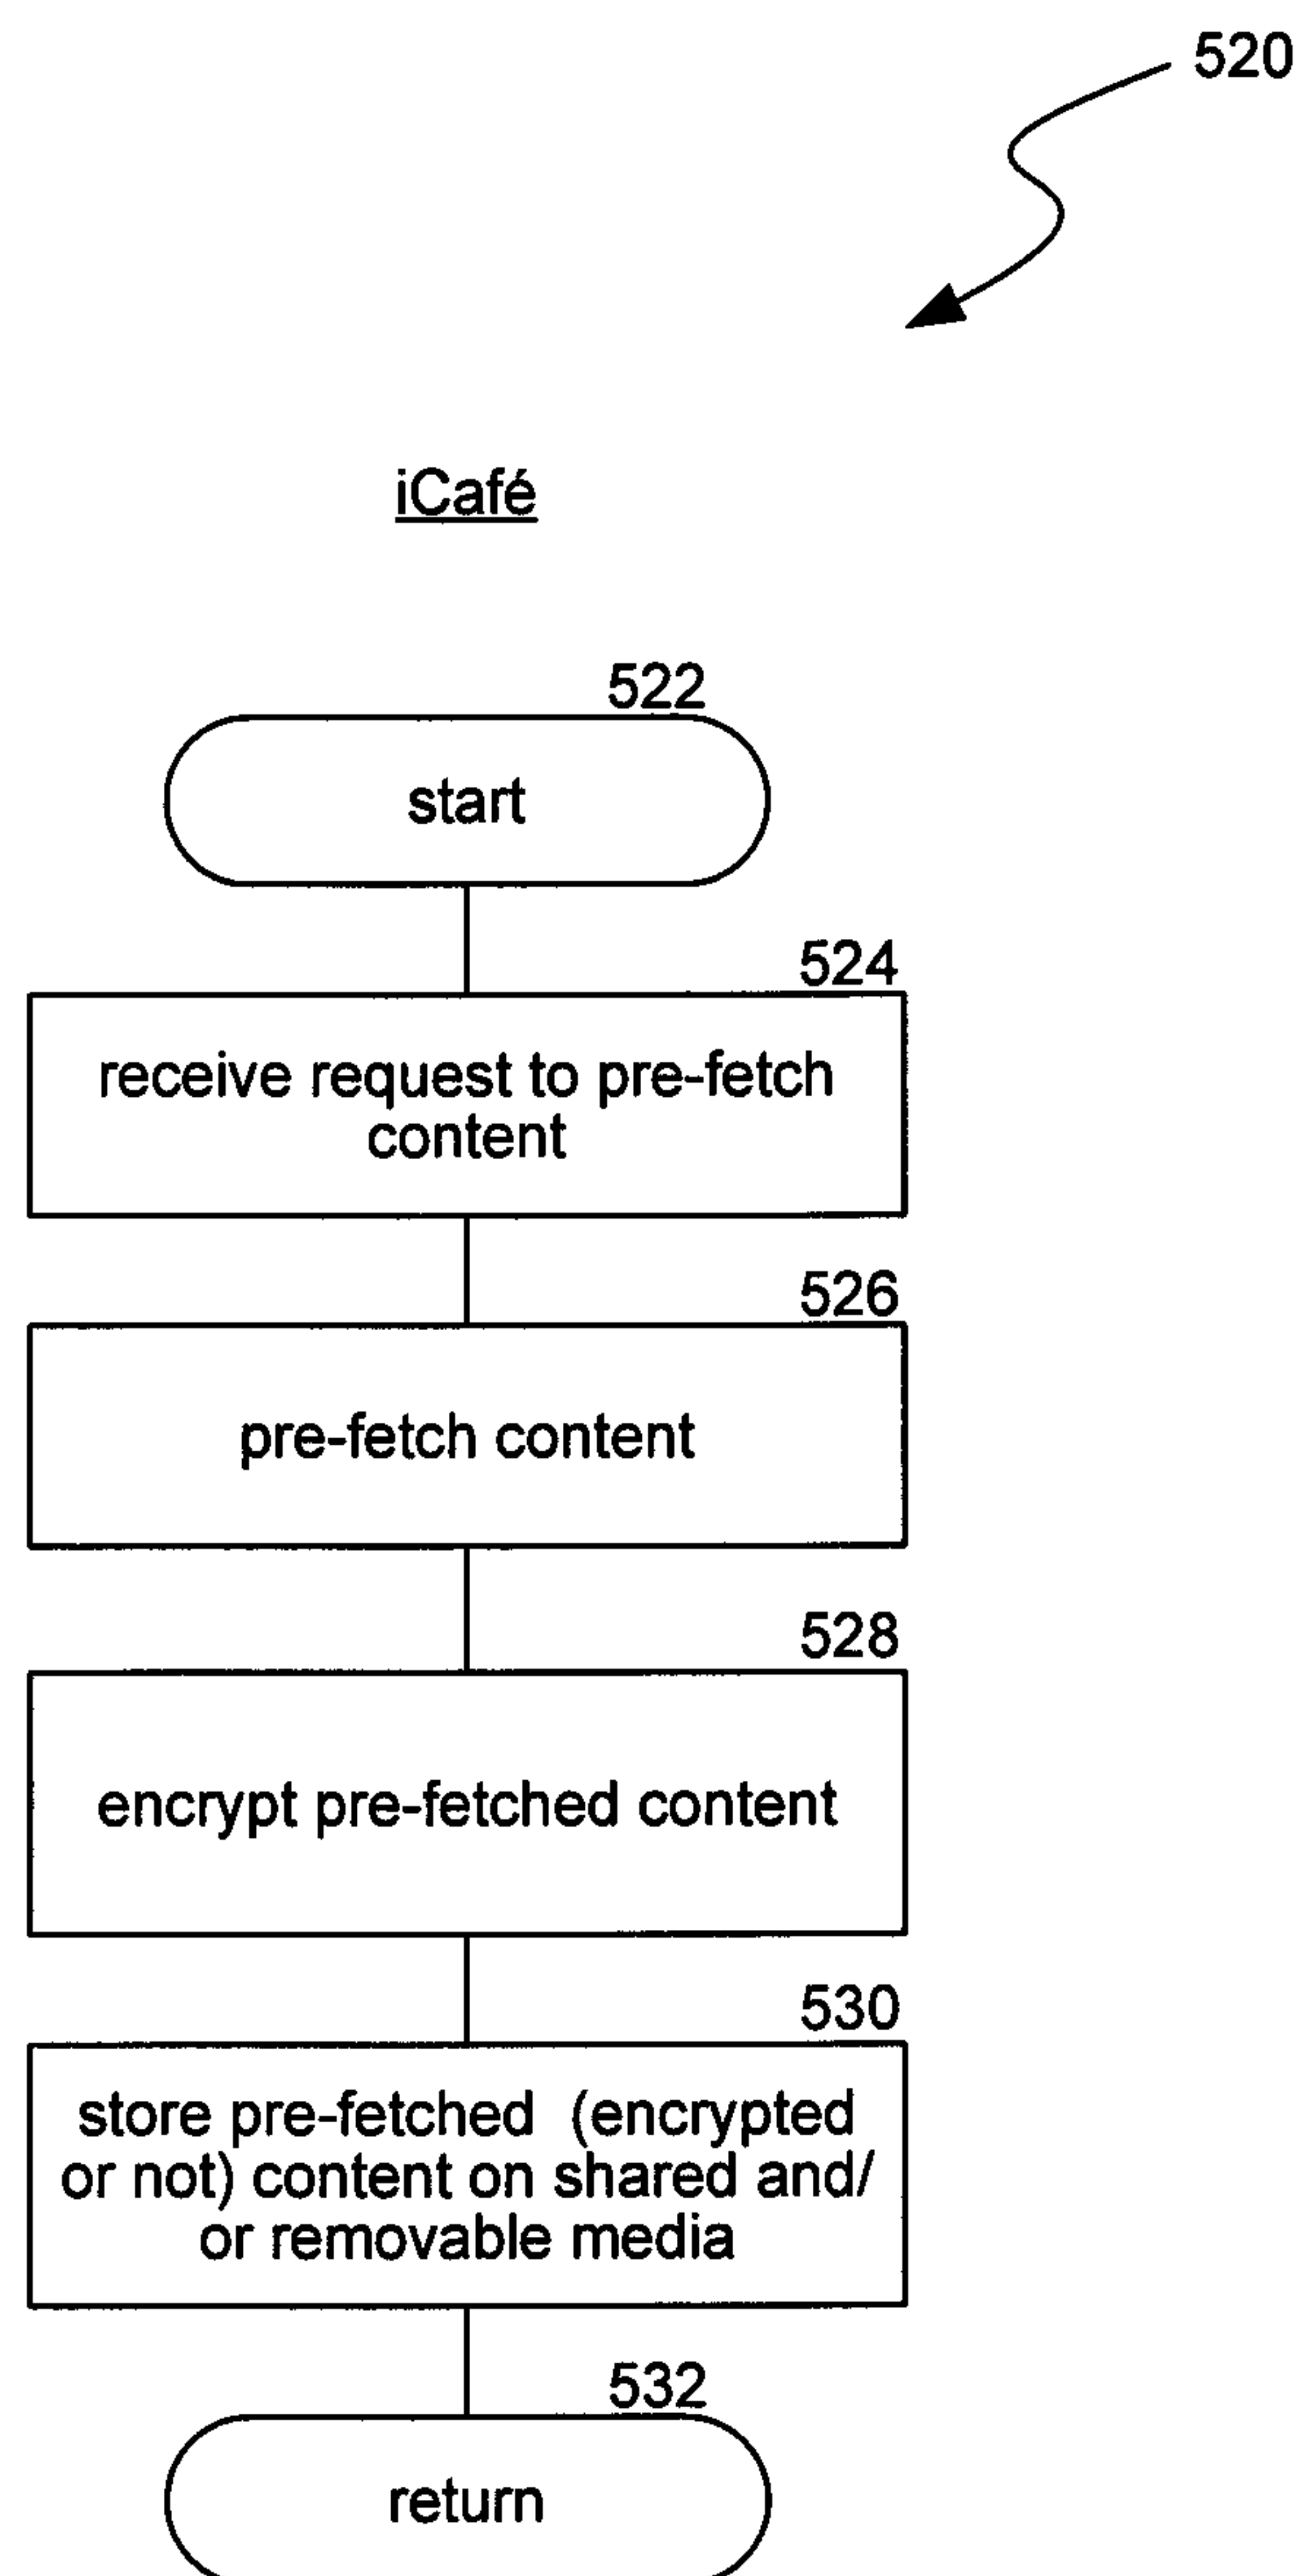 520
iCafé
522
start
524
receive request to pre-fetch
content
526
pre-fetch content
528
encrypt pre-fetched content
530
store pre-fetched (encrypted
or not) content on shared and/
or removable media
532
return